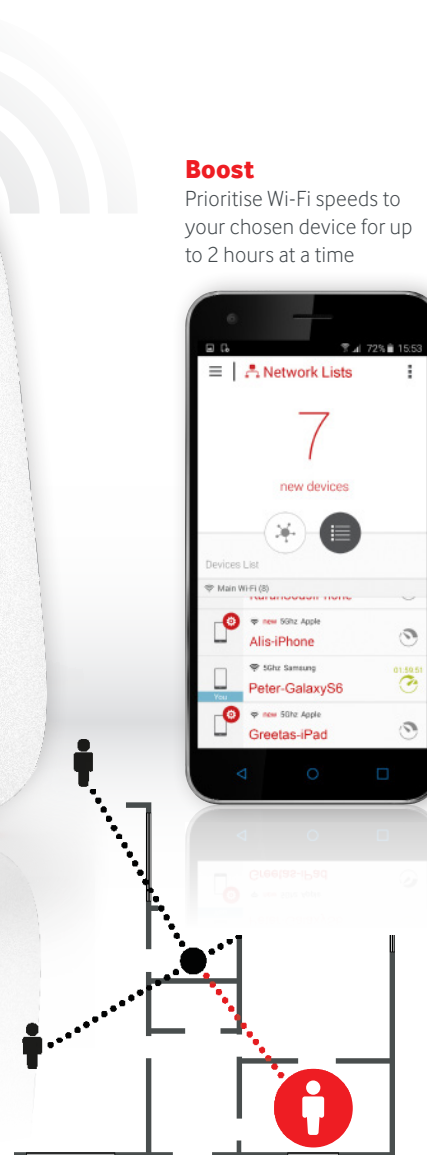 Boost
Prioritise Wi-Fi speeds to
your chosen device for up
to 2 hours at a time
72% 15:53
Network Lists
7
new devices
Devices List
Main Wi-Fi (8)
new 5Ghz Apple
Alis-iPhone
5Ghz Samsung
01:59:51
Peter-GalaxyS6
You
new 5Ghz Apple
Greetas-iPad